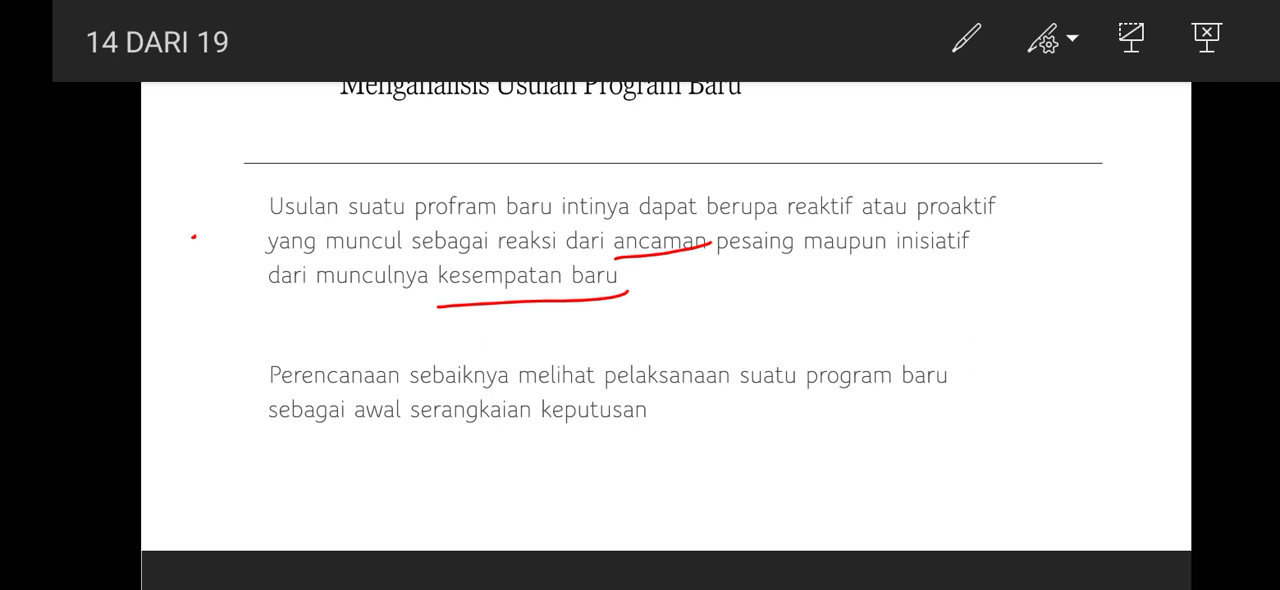 14 DARI 19
Menganalisis Usulan Program Baru
Usulan suatu profram baru intinya dapat berupa reaktif atau proaktif
yang muncul sebagai reaksi dari ancaman pesaing maupun inisiatif
dari munculnya kesempatan baru
Perencanaan sebaiknya melihat pelaksanaan suatu program baru
sebagai awal serangkaian keputusan